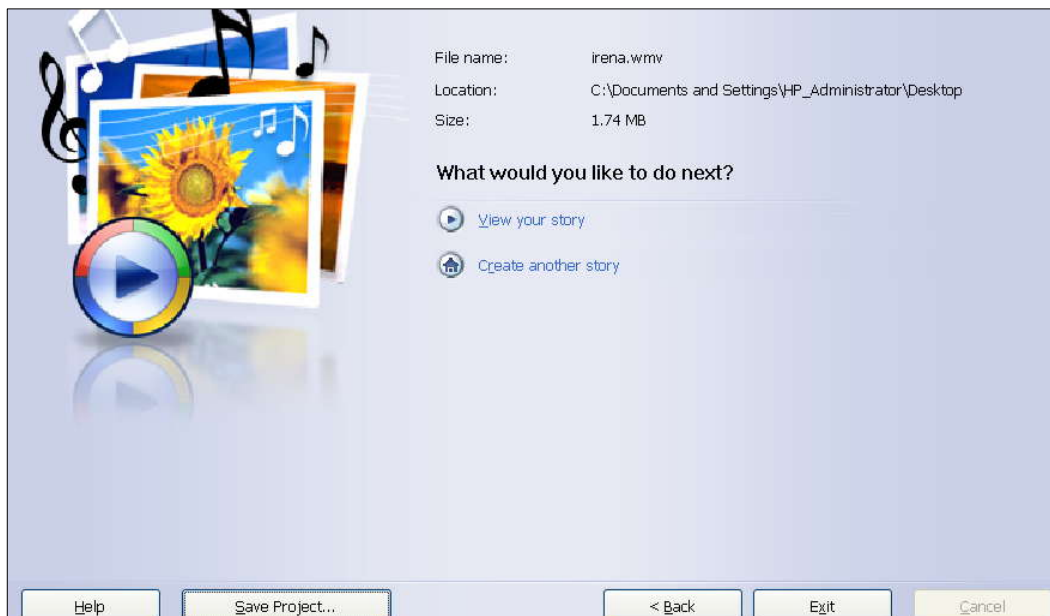 File name: irena.wmv
Location: C:\Documents and Settings\HP_Administrator\Desktop
Size: 1.74 MB
What would you like to do next?
View your story
Create another story
Help Save Project... < Back Exit Cancel